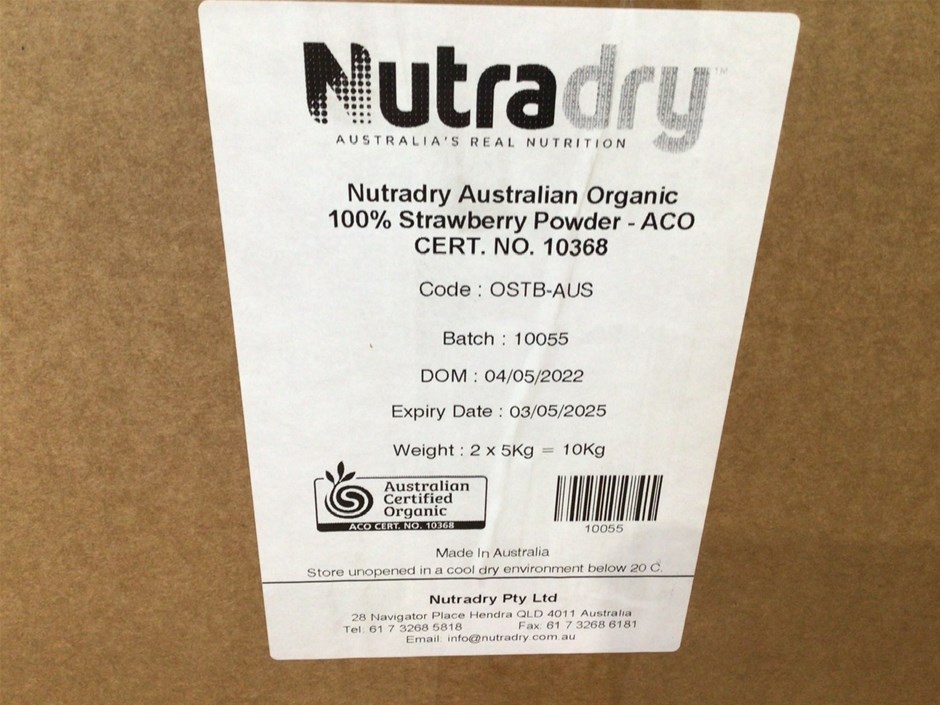 Nutradry™
AUSTRALIA'S REAL NUTRITION
Nutradry Australian Organic
100% Strawberry Powder - ACO
CERT. NO. 10368
Code : OSTB-AUS
Batch : 10055
DOM : 04/05/2022
Expiry Date : 03/05/2025
Weight : 2 x 5Kg = 10Kg
Australian
Certified
Organic
ACO CERT. NO. 10368
10055
Made In Australia
Store unopened in a cool dry environment below 20 C.
Nutradry Pty Ltd
28 Navigator Place Hendra QLD 4011 Australia
Tel: 61 7 3268 5818 Fax: 61 7 3268 6181
Email: info@nutradry.com.au